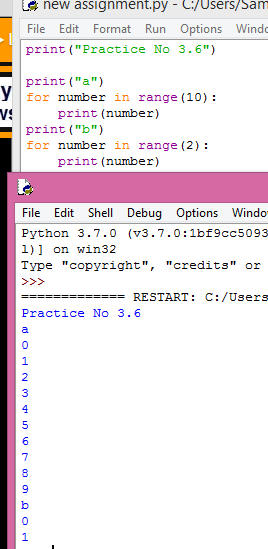 new assignment.py - C:/Users/Sam
File Edit Format Run Options Window
print("Practice No 3.6")
print("a")
for number in range(10):
    print(number)
print("b")
for number in range(2):
    print(number)
File Edit Shell Debug Options Windo
Python 3.7.0 (v3.7.0:1bf9cc5093
l)] on win32
Type "copyright", "credits" or
>>>
============= RESTART: C:/Users
Practice No 3.6
a
0
1
2
3
4
5
6
7
8
9
b
0
1